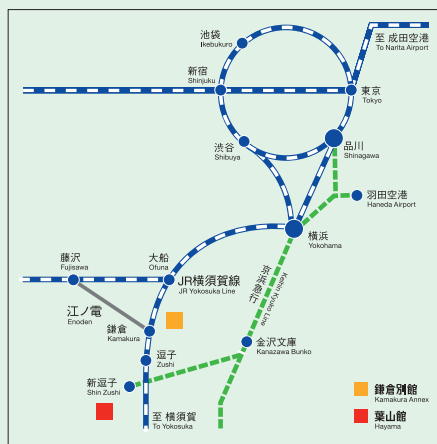 池袋
Ikebukuro
至 成田空港
To Narita Airport
新宿
Shinjuku
東京
Tokyo
渋谷
Shibuya
品川
Shinagawa
羽田空港
Haneda Airport
横浜
Yokohama
藤沢
Fujisawa
大船
Ofuna
JR横須賀線
JR Yokosuka Line
京浜急行
Keihin Kyuko Line
江ノ電
Enoden
鎌倉
Kamakura
金沢文庫
Kanazawa Bunko
逗子
Zushi
新逗子
Shin Zushi
至 横須賀
To Yokosuka
鎌倉別館
Kamakura Annex
葉山館
Hayama